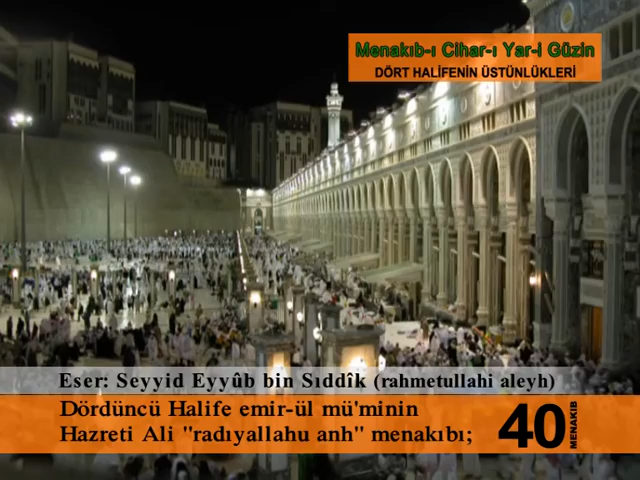 Menakıb-ı Cihar-ı Yar-i Güzin
DÖRT HALİFENİN ÜSTÜNLÜKLERİ
Eser: Seyyid Eyyûb bin Sıddîk (rahmetullahi aleyh)
Dördüncü Halife emir-ül mü'minin
Hazreti Ali "radıyallahu anh" menakıbı;
40 MENAKIB